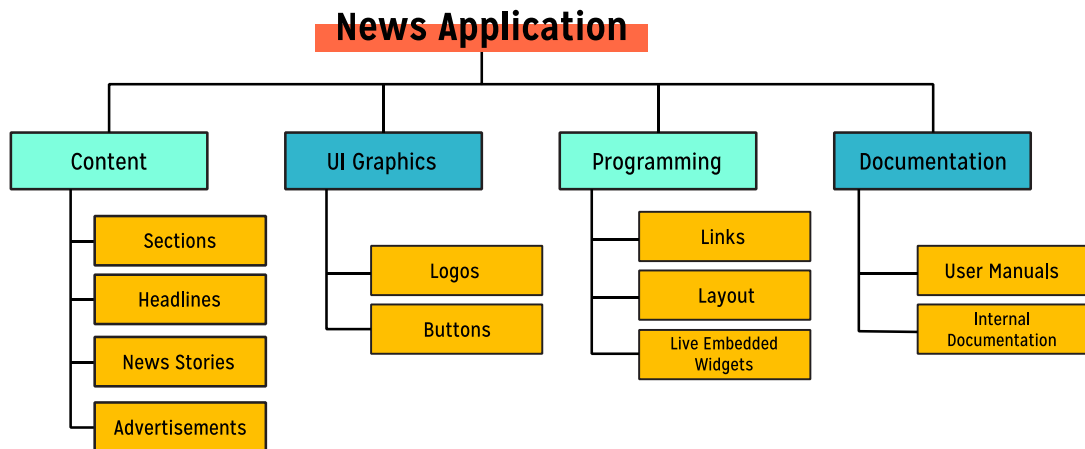 News Application
Content
UI Graphics
Programming
Documentation
Sections
Headlines
News Stories
Advertisements
Logos
Buttons
Links
Layout
Live Embedded
Widgets
User Manuals
Internal
Documentation